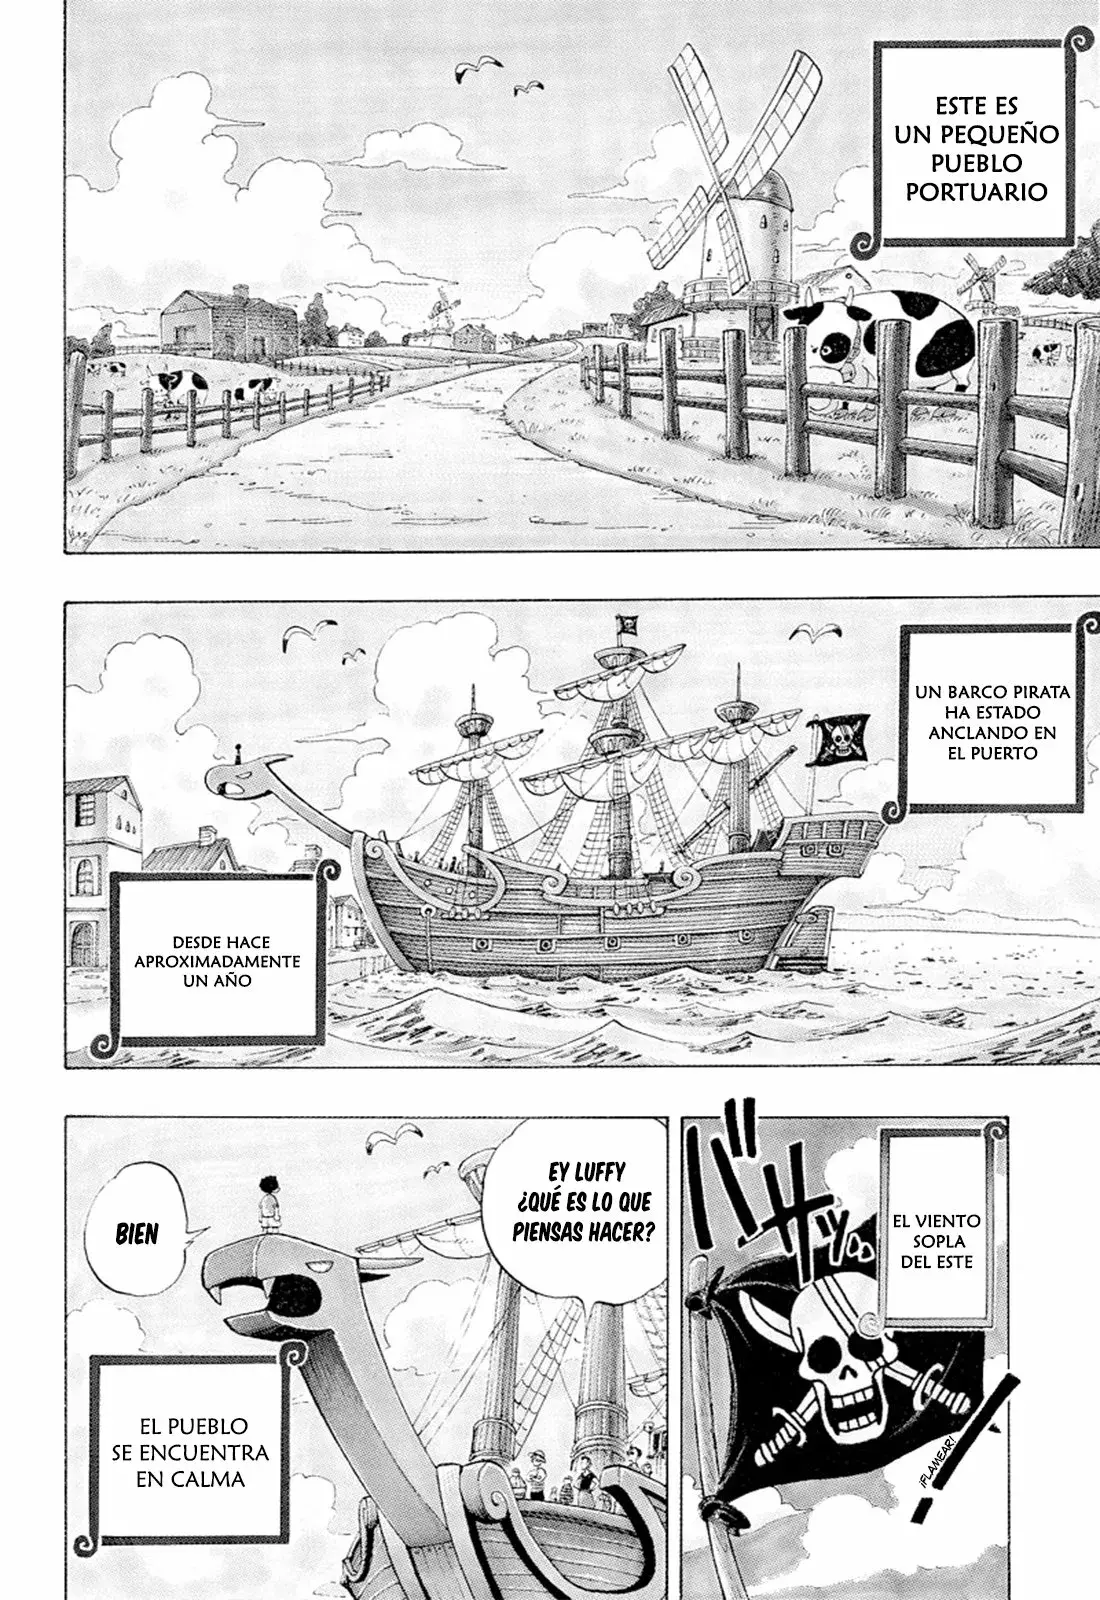 ESTE ES
UN PEQUEÑO
PUEBLO
PORTUARIO
UN BARCO PIRATA
HA ESTADO
ANCLANDO EN
EL PUERTO
DESDE HACE
APROXIMADAMENTE
UN AÑO
EL VIENTO
SOPLA
DEL ESTE
¡FLAMEAR!
EY LUFFY
¿QUÉ ES LO QUE
PIENSAS HACER?
BIEN
EL PUEBLO
SE ENCUENTRA
EN CALMA